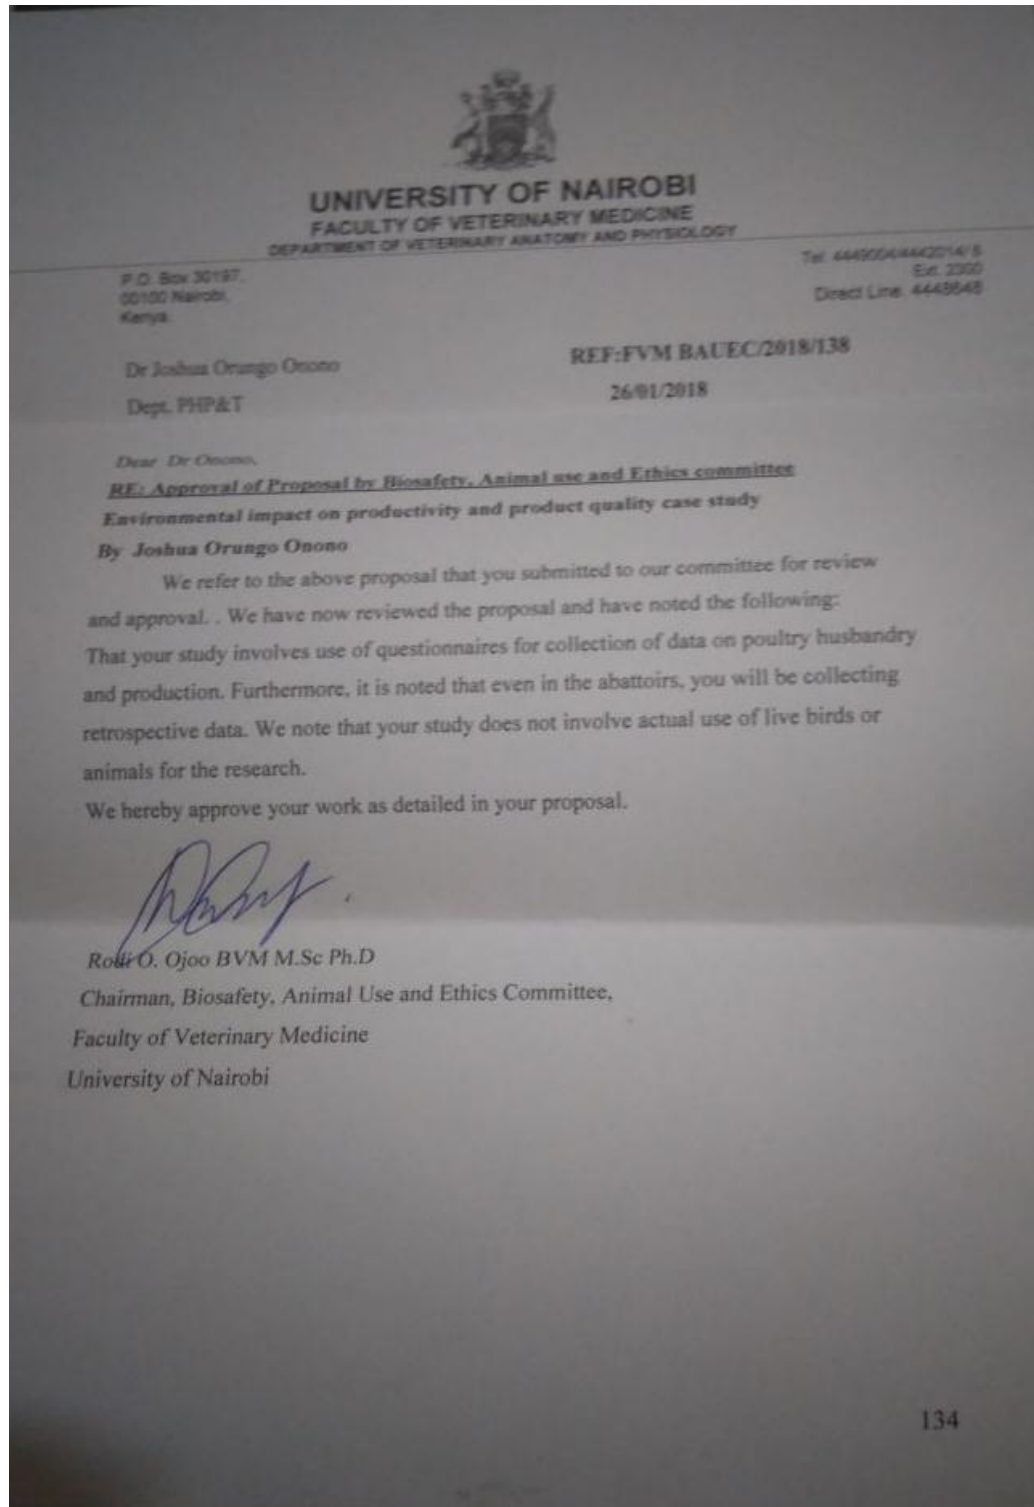 UNIVERSITY OF NAIROBI
FACULTY OF VETERINARY MEDICINE
DEPARTMENT OF VETERINARY ANATOMY AND PHYSIOLOGY
P.O. Box 30197,
00100 Nairobi,
Kenya.
Tel:
Ext. 2300
Direct Line. 4443648
Dr Joshua Orungo Onono
REF:FVM BAUEC/2018/138
Dept. PHP&T
26/01/2018
Dear Dr Onono,
RE: Approval of Proposal by Biosafety, Animal use and Ethics committee
Environmental impact on productivity and product quality case study
By Joshua Orungo Onono
We refer to the above proposal that you submitted to our committee for review
and approval. . We have now reviewed the proposal and have noted the following:
That your study involves use of questionnaires for collection of data on poultry husbandry
and production. Furthermore, it is noted that even in the abattoirs, you will be collecting
retrospective data. We note that your study does not involve actual use of live birds or
animals for the research.
We hereby approve your work as detailed in your proposal.
Rodi O. Ojoo BVM M.Sc Ph.D
Chairman, Biosafety, Animal Use and Ethics Committee,
Faculty of Veterinary Medicine
University of Nairobi
134